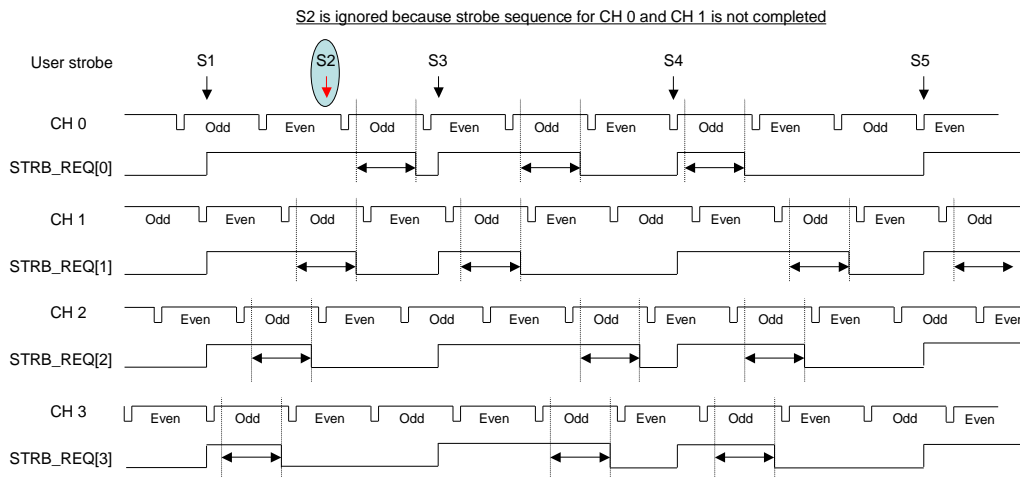 S2 is ignored because strobe sequence for CH 0 and CH 1 is not completed
User strobe S1 S2 S3 S4 S5
CH 0 Odd Even Odd Even Odd Even Odd Even Odd Even
STRB_REQ[0]
CH 1 Odd Even Odd Even Odd Even Odd Even Odd Even Odd
STRB_REQ[1]
CH 2 Even Odd Even Odd Even Odd Even Odd Even Odd Even
STRB_REQ[2]
CH 3 Even Odd Even Odd Even Odd Even Odd Even Odd Even
STRB_REQ[3]